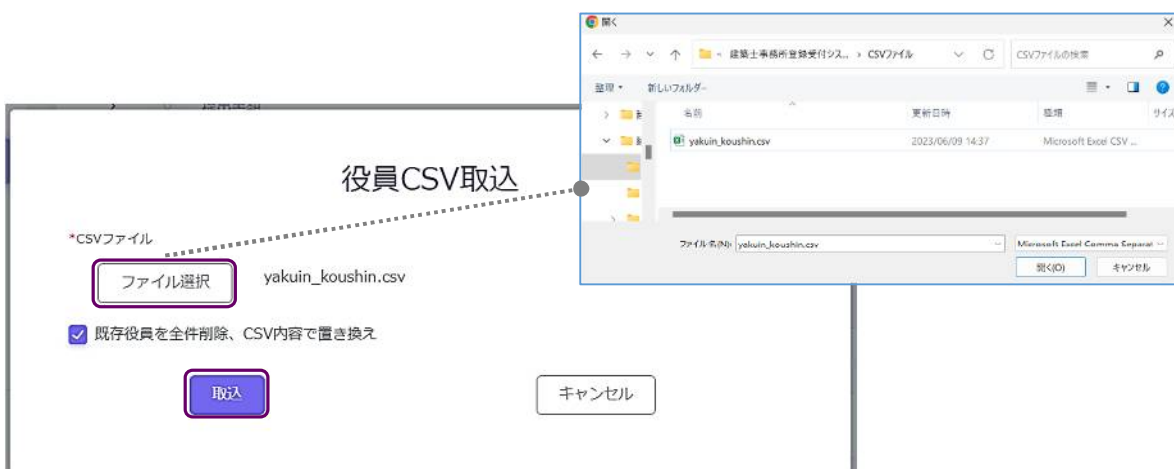 開く
建築士事務所登録受付シス... › CSVファイル
CSVファイルの検索
整理
新しいフォルダー
名前 更新日時 種類 サイズ
yakuin_koushin.csv 2023/06/09 14:37 Microsoft Excel CSV ...
ファイル名(N): yakuin_koushin.csv
Microsoft Excel Comma Separat
開く(O) キャンセル
役員CSV取込
*CSVファイル
ファイル選択 yakuin_koushin.csv
既存役員を全件削除、CSV内容で置き換え
取込 キャンセル